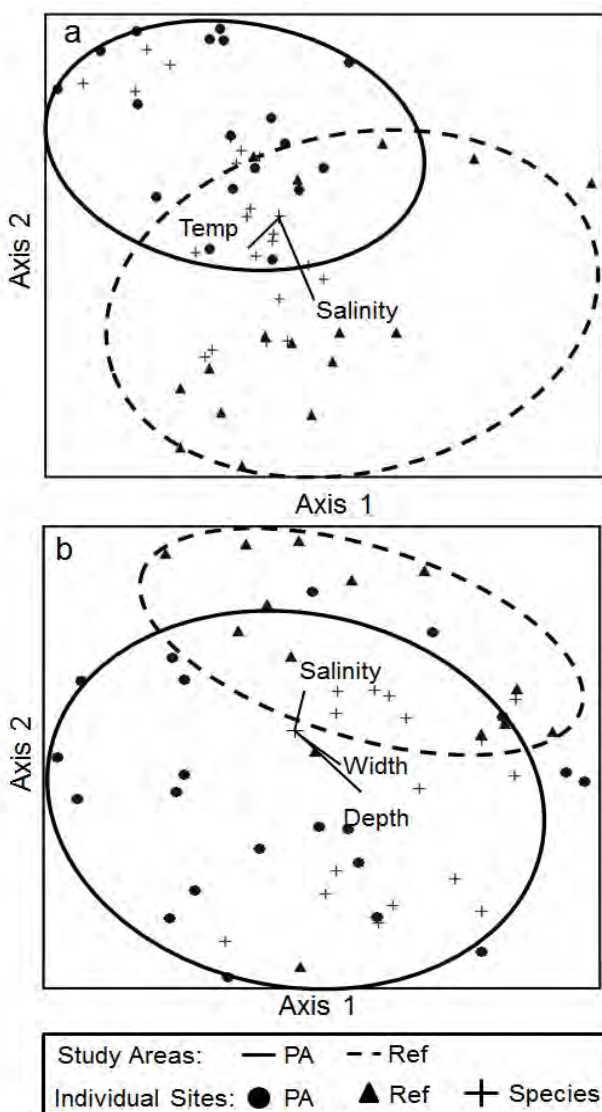 a
Axis 2
Temp
Salinity
Axis 1
b
Axis 2
Salinity
Width
Depth
Axis 1
Study Areas: PA Ref
Individual Sites: PA Ref Species